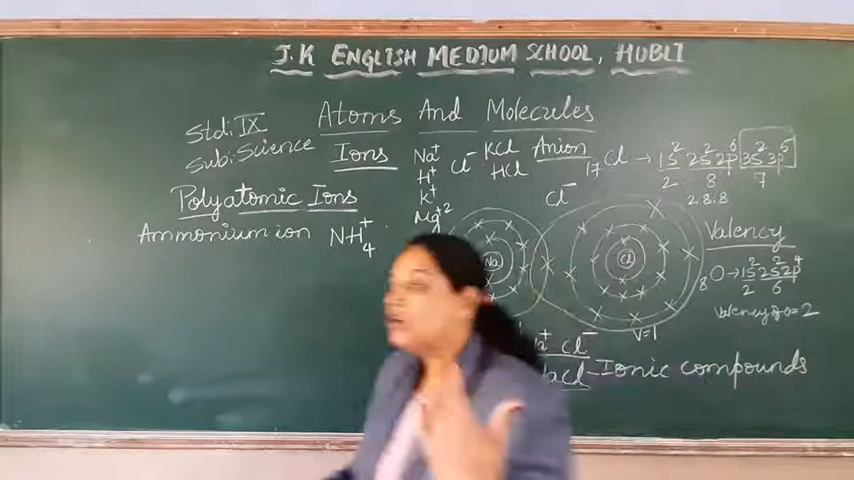 J.K ENGLISH MEDIUM SCHOOL, HUBLI
Atoms And Molecules
Std: IX
Sub: Science
Ions
Na⁺
H⁺
K⁺
Mg⁺²
Cl⁻
KCl
HCl
Anion
₁₇Cl → 1s² 2s² 2p⁶ 3s² 3p⁵
2 8 7
2.8.8
Cl⁻
Polyatomic Ions
Ammonium ion NH₄⁺
Na
Cl
V=1
Valency
₈O → 1s² 2s² 2p⁴
2 6
Valency of O = 2
Cl⁻
Ionic compounds